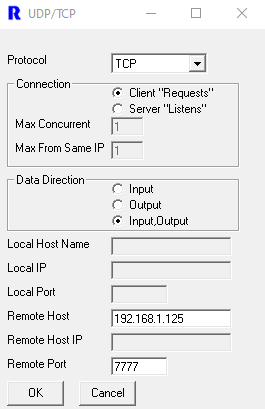 R UDP/TCP
Protocol TCP
Connection
Client "Requests"
Server "Listens"
Max Concurrent 1
Max From Same IP 1
Data Direction
Input
Output
Input,Output
Local Host Name
Local IP
Local Port
Remote Host 192.168.1.125
Remote Host IP
Remote Port 7777
OK Cancel